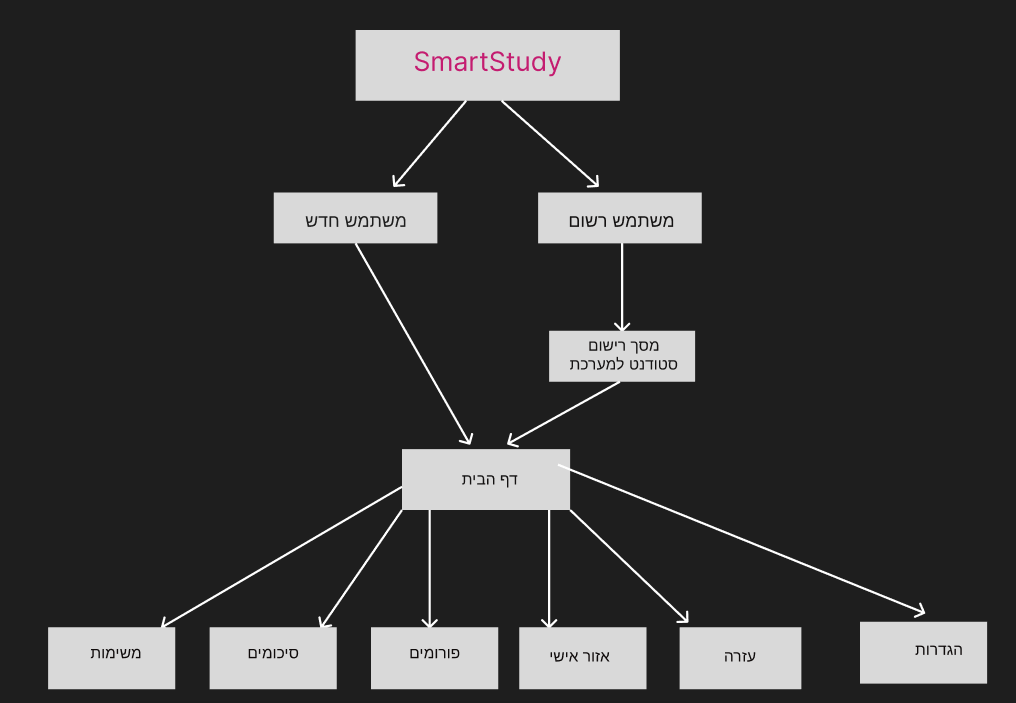 SmartStudy
משתמש רשום
משתמש חדש
מסך רישום
סטודנט למערכת
דף הבית
הגדרות
עזרה
אזור אישי
פורומים
סיכומים
משימות